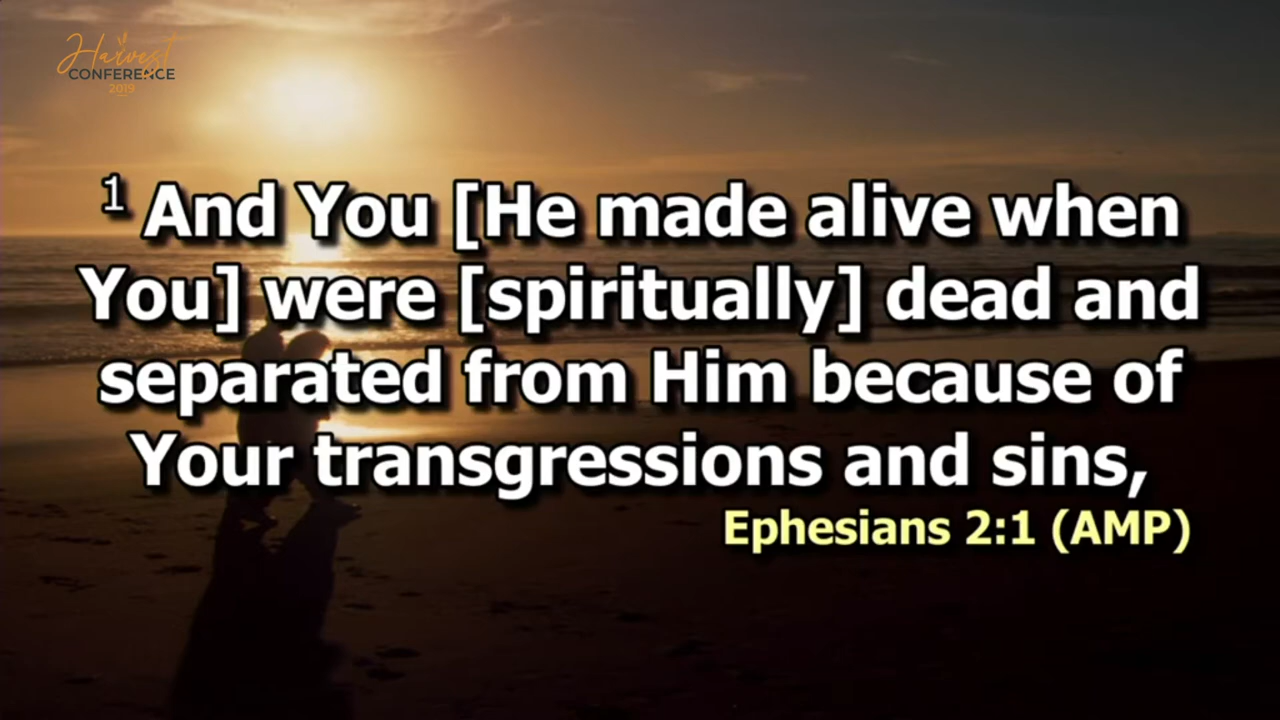 Harvest
CONFERENCE
2019
1 And You [He made alive when
You] were [spiritually] dead and
separated from Him because of
Your transgressions and sins,
Ephesians 2:1 (AMP)